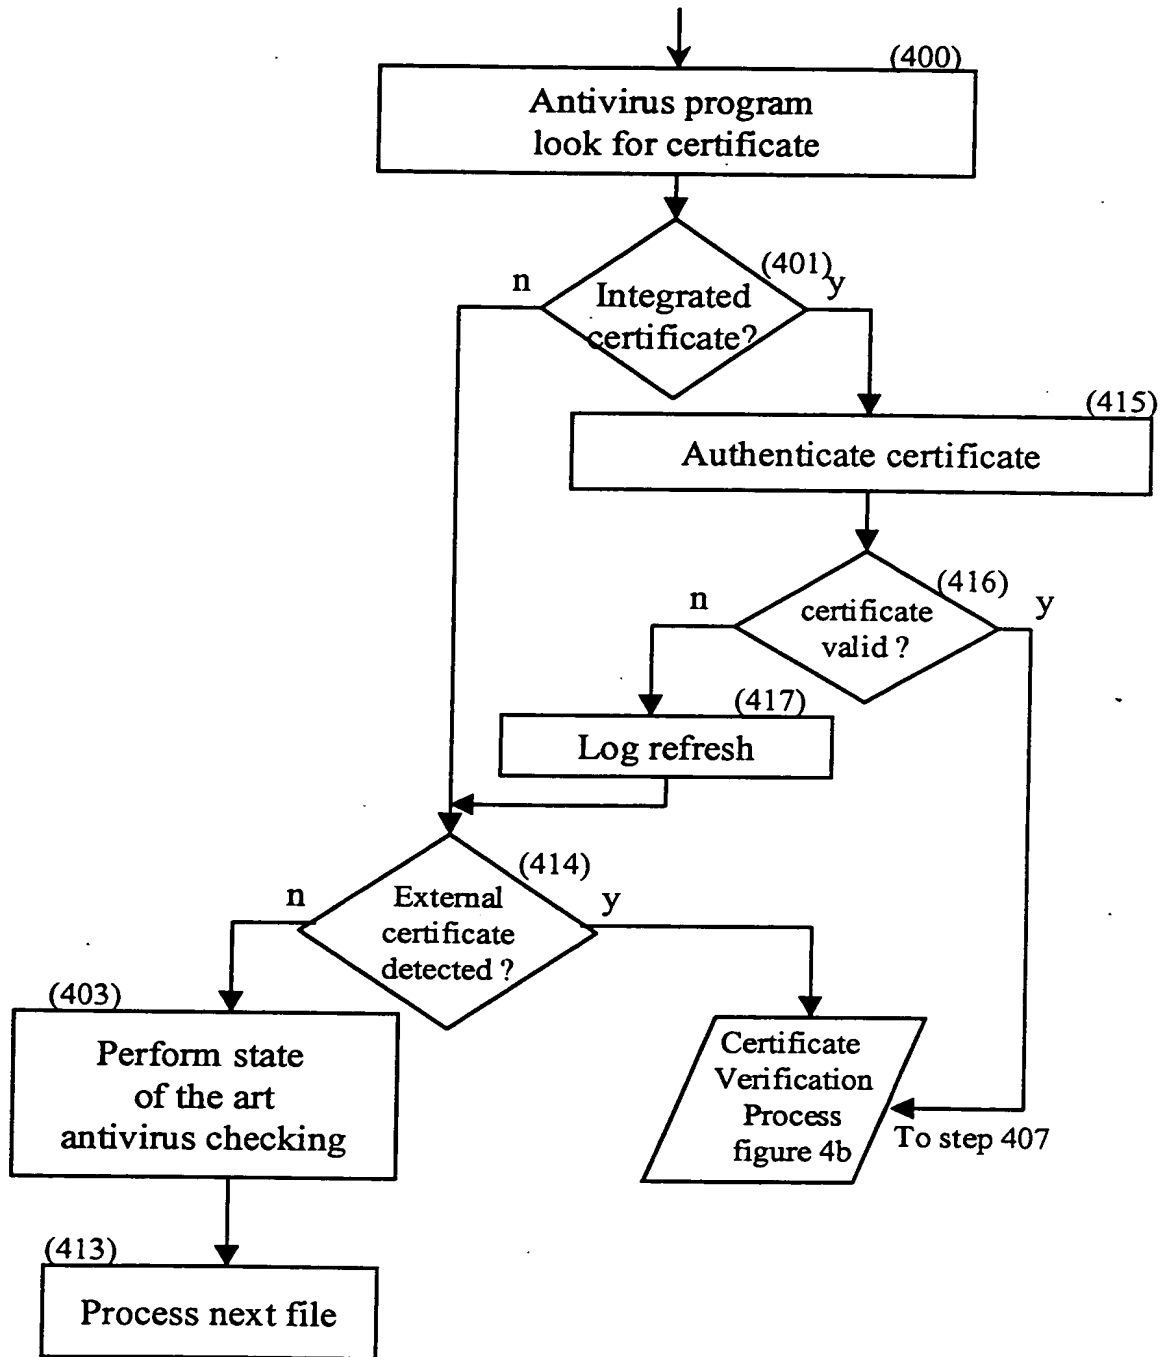 (400)
Antivirus program
look for certificate
n
(401)
y
Integrated
certificate?
(415)
Authenticate certificate
n
(416)
y
certificate
valid ?
(417)
Log refresh
n
(414)
y
External
certificate
detected ?
(403)
Perform state
of the art
antivirus checking
Certificate
Verification
Process
figure 4b
To step 407
(413)
Process next file